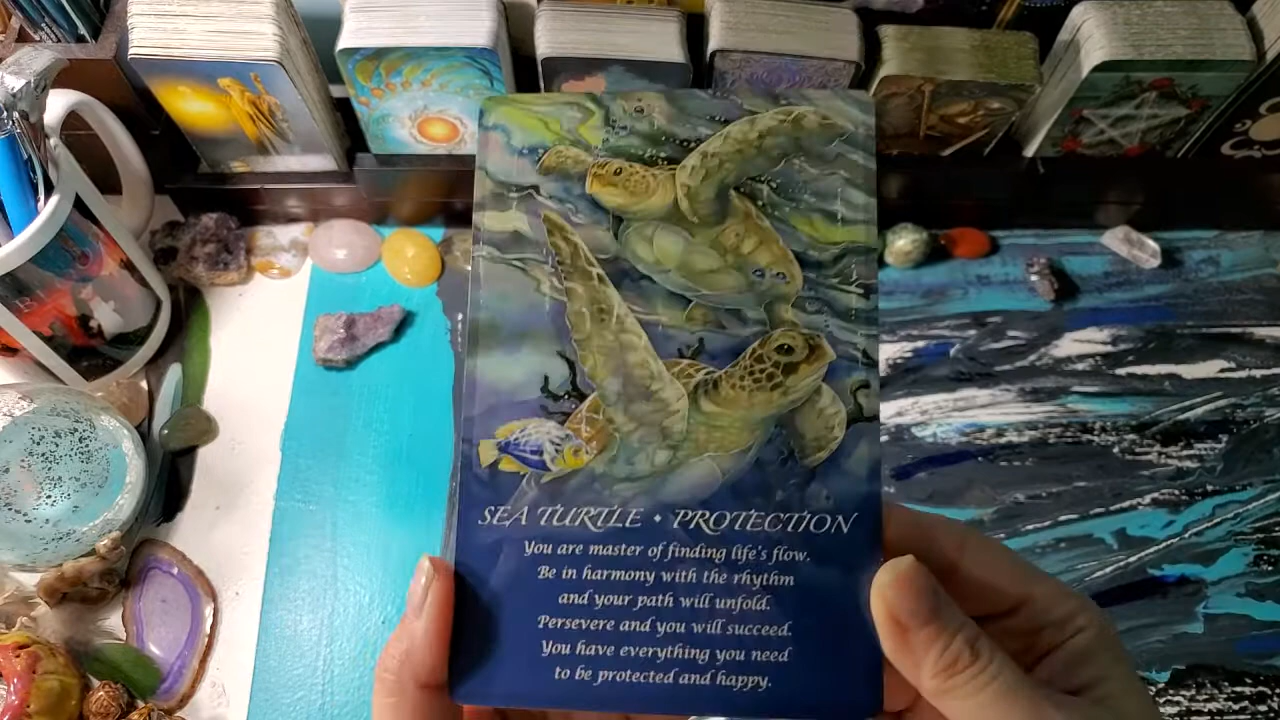 SEA TURTLE • PROTECTION
You are master of finding life's flow.
Be in harmony with the rhythm
and your path will unfold.
Persevere and you will succeed.
You have everything you need
to be protected and happy.